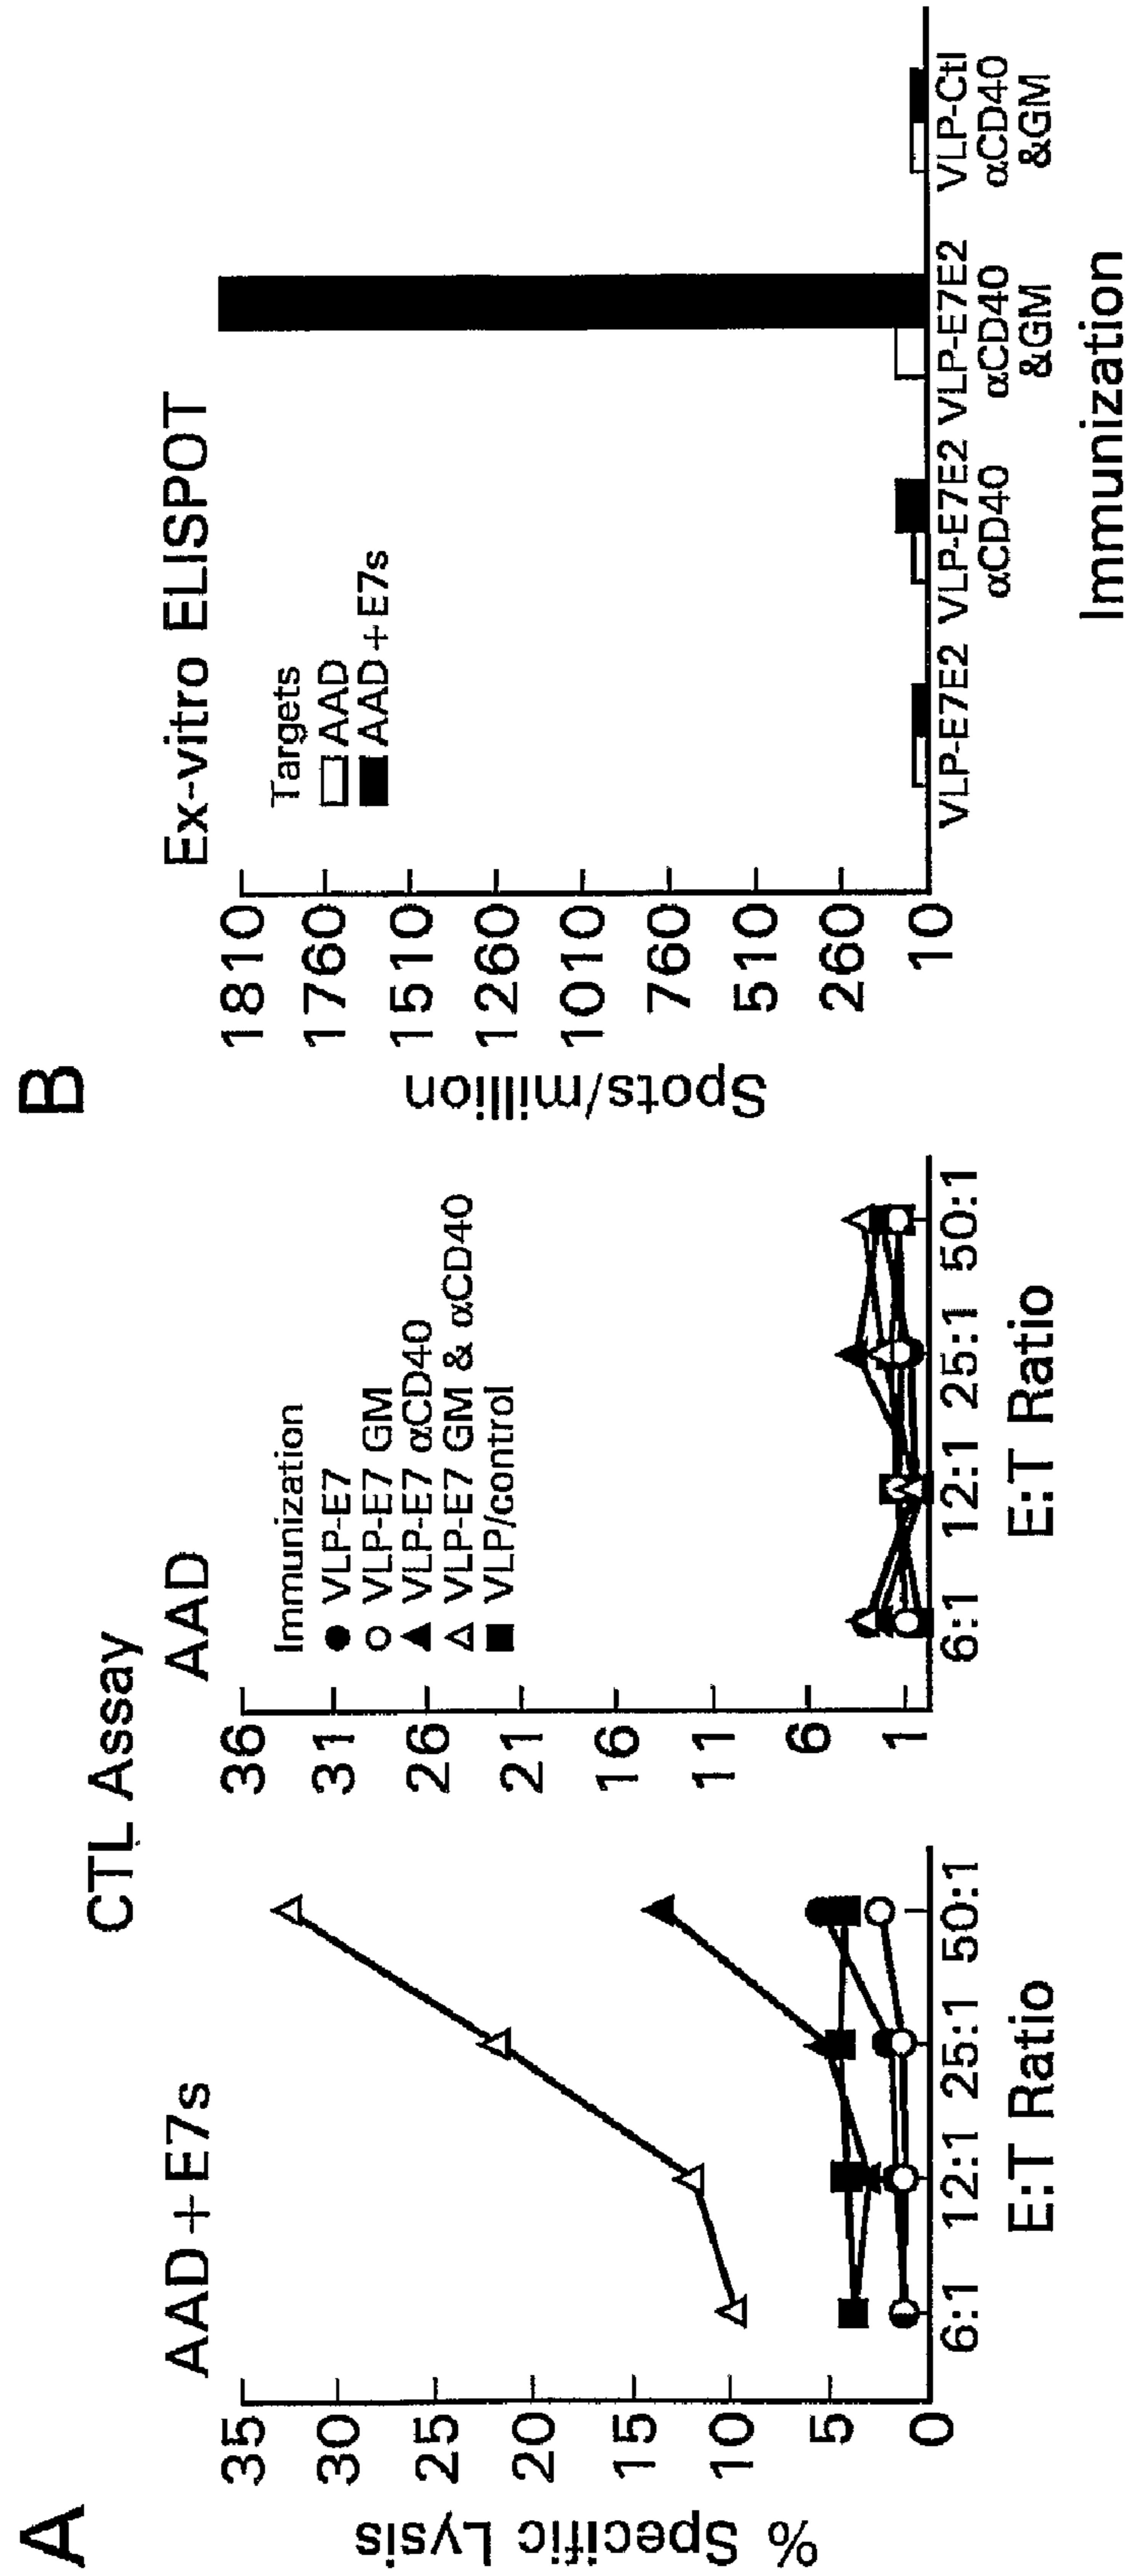 A
CTL Assay
AAD+E7s
% Specific Lysis
35
30
25
20
15
10
5
0
6:1 12:1 25:1 50:1
E:T Ratio
AAD
36
31
26
21
16
11
6
1
Immunization
VLP-E7
VLP-E7 GM
VLP-E7 αCD40
VLP-E7 GM & αCD40
VLP/control
6:1 12:1 25:1 50:1
E:T Ratio
B
Ex-vitro ELISPOT
Spots/million
1810
1760
1510
1260
1010
760
510
260
10
Targets
AAD
AAD+E7s
VLP-E7E2 VLP-E7E2 VLP-E7E2 VLP-Ctl
αCD40 αCD40 αCD40
&GM &GM
Immunization